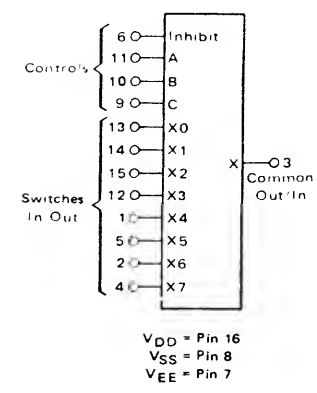 6 Inhibit
11 A
Controls
10 B
9 C
13 X0
14 X1
15 X2
X 3
Common
Out/In
12 X3
Switches
In Out
1 X4
5 X5
2 X6
4 X7
VDD = Pin 16
VSS = Pin 8
VEE = Pin 7